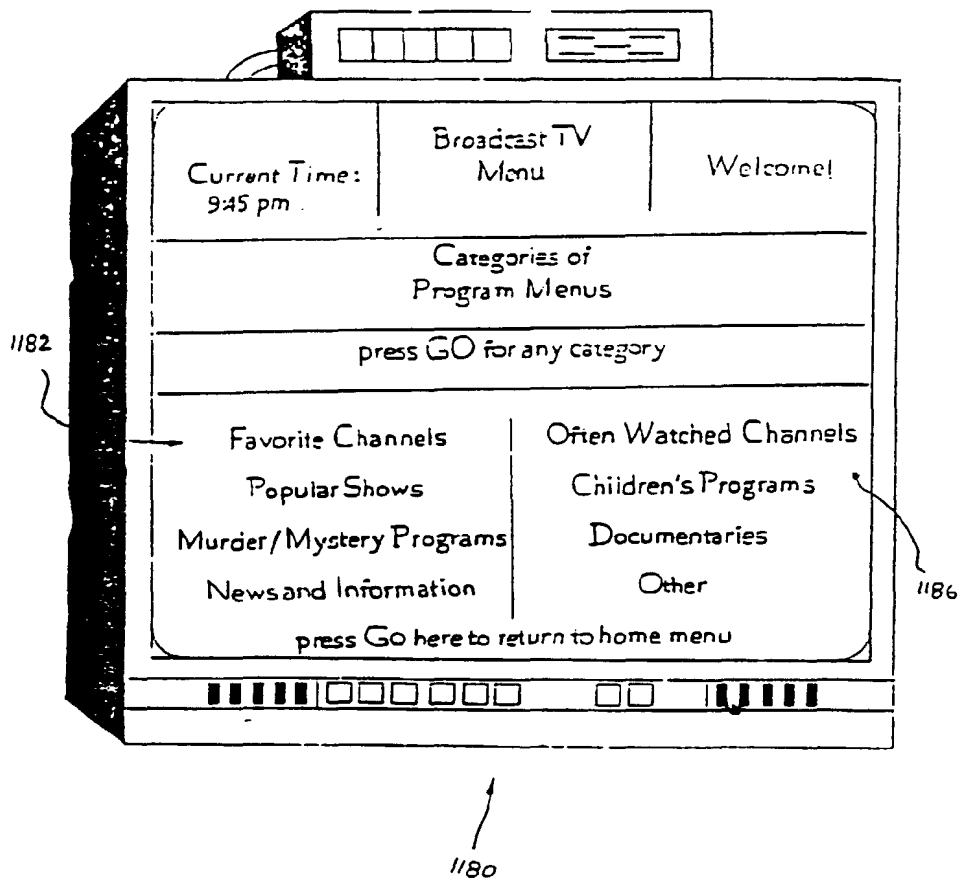 Current Time:
9:45 pm
Broadcast TV
Menu
Welcome!
Categories of
Program Menus
press GO for any category
1182
Favorite Channels
Often Watched Channels
Popular Shows
Children's Programs
Murder/Mystery Programs
Documentaries
News and Information
Other
1186
press Go here to return to home menu
1180